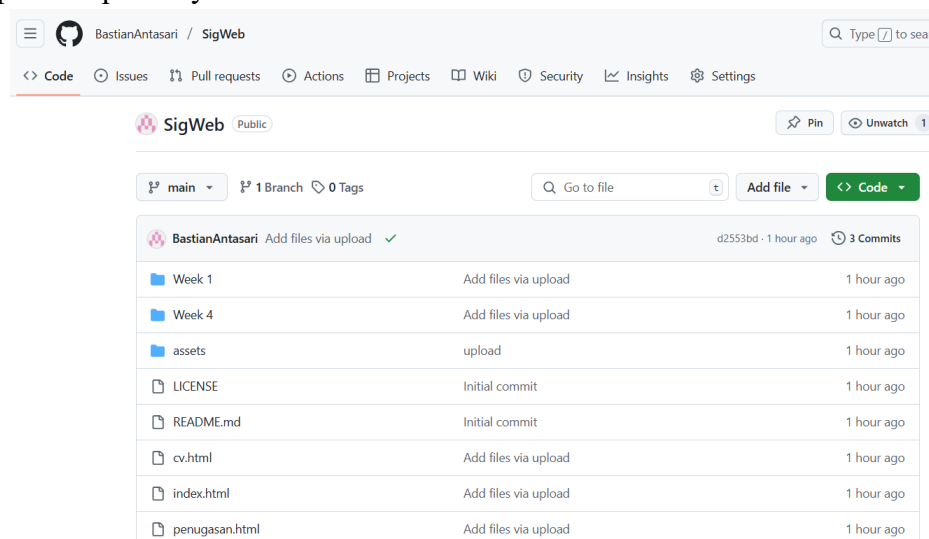 BastianAntasari / SigWeb Type / to sea
Code Issues Pull requests Actions Projects Wiki Security Insights Settings
SigWeb Public Pin Unwatch 1
main 1 Branch 0 Tags Go to file t Add file Code
BastianAntasari Add files via upload d2553bd · 1 hour ago 3 Commits
Week 1 Add files via upload 1 hour ago
Week 4 Add files via upload 1 hour ago
assets upload 1 hour ago
LICENSE Initial commit 1 hour ago
README.md Initial commit 1 hour ago
cv.html Add files via upload 1 hour ago
index.html Add files via upload 1 hour ago
penugasan.html Add files via upload 1 hour ago